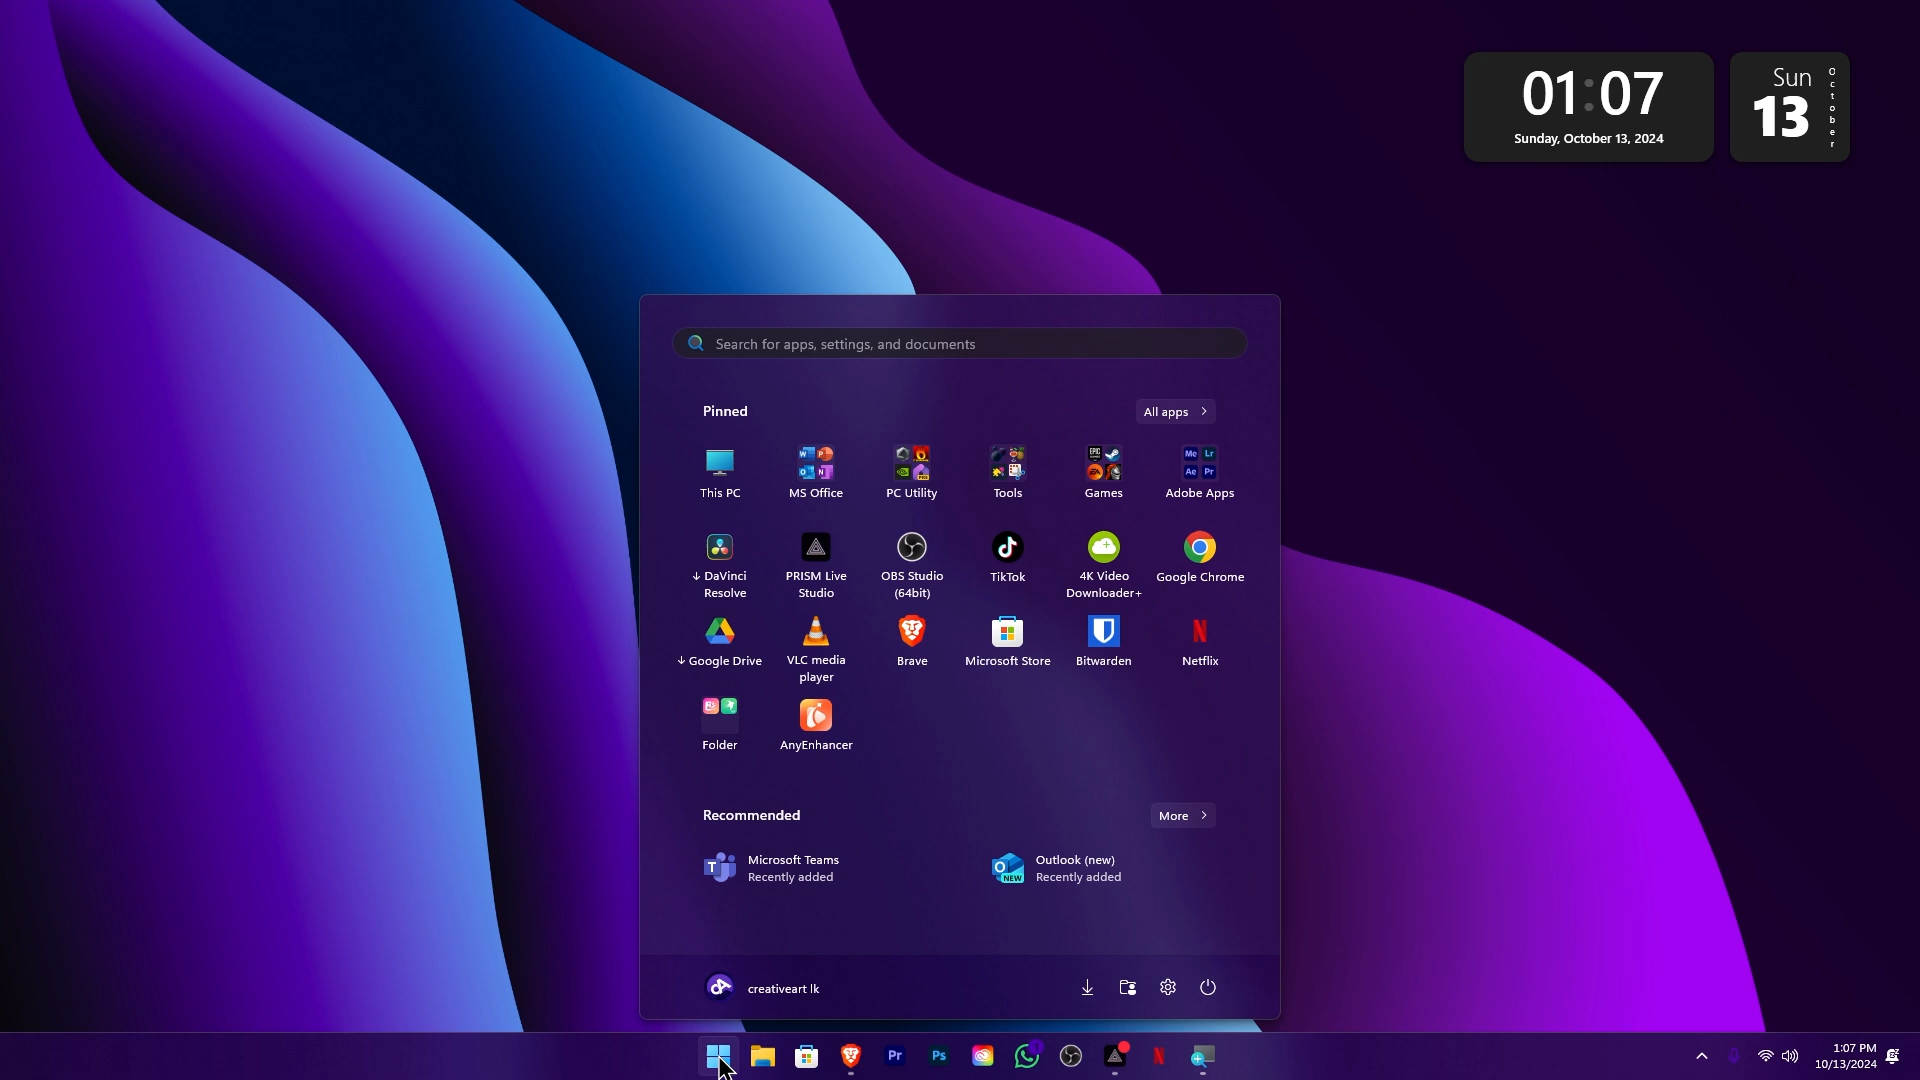 01:07
Sunday, October 13, 2024
Sun
13
October
Search for apps, settings, and documents
Pinned
All apps
This PC
MS Office
PC Utility
Tools
Games
Adobe Apps
DaVinci
Resolve
PRISM Live
Studio
OBS Studio
(64bit)
TikTok
4K Video
Downloader+
Google Chrome
Google Drive
VLC media
player
Brave
Microsoft Store
Bitwarden
Netflix
Folder
AnyEnhancer
Recommended
More
Microsoft Teams
Recently added
Outlook (new)
Recently added
creativeart lk
1:07 PM
10/13/2024